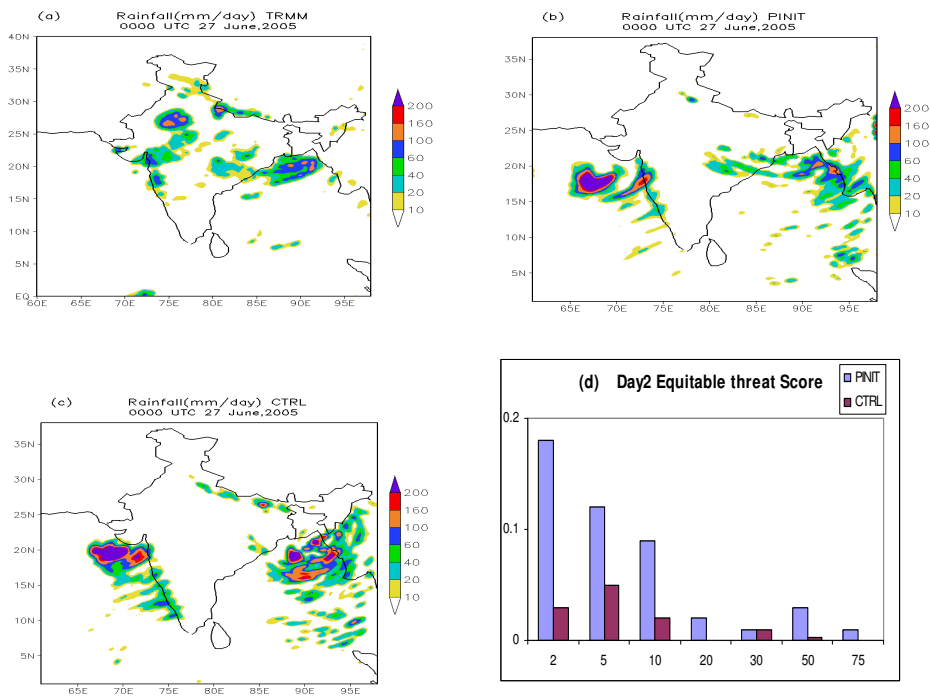 (a) Rainfall(mm/day) TRMM
0000 UTC 27 June,2005
40N
35N
30N
25N
20N
15N
10N
5N
EQ
60E 65E 70E 75E 80E 85E 90E 95E
200
160
100
60
40
20
10
(b) Rainfall(mm/day) PINIT
0000 UTC 27 June,2005
35N
30N
25N
20N
15N
10N
5N
65E 70E 75E 80E 85E 90E 95E
200
160
100
60
40
20
10
(c) Rainfall(mm/day) CTRL
0000 UTC 27 June,2005
35N
30N
25N
20N
15N
10N
5N
65E 70E 75E 80E 85E 90E 95E
200
160
100
60
40
20
10
(d) Day2 Equitable threat Score
PINIT
CTRL
0.2
0.1
0
2 5 10 20 30 50 75